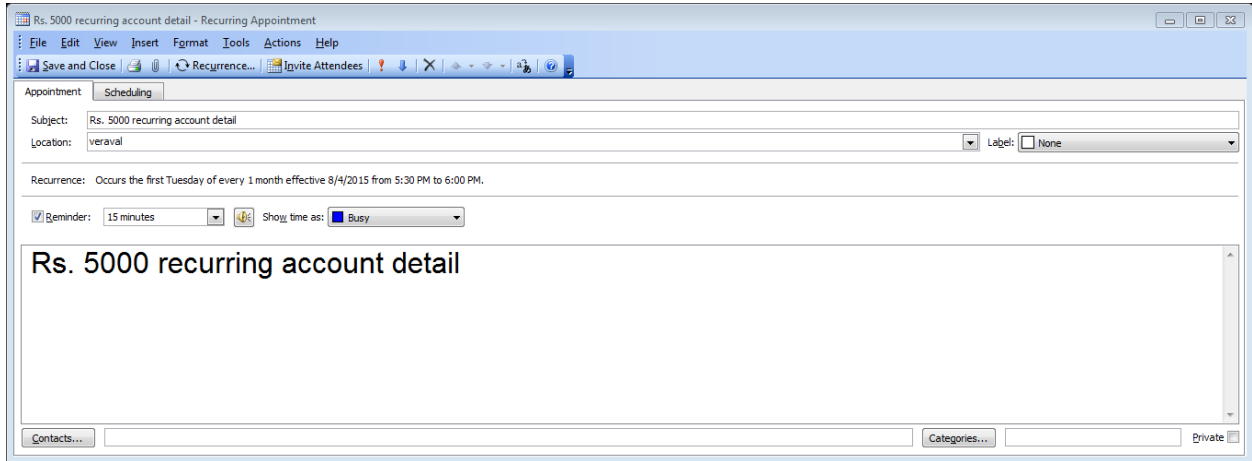 Rs. 5000 recurring account detail - Recurring Appointment
File Edit View Insert Format Tools Actions Help
Save and Close Recurrence... Invite Attendees
Appointment Scheduling
Subject: Rs. 5000 recurring account detail
Location: veraval Label: None
Recurrence: Occurs the first Tuesday of every 1 month effective 8/4/2015 from 5:30 PM to 6:00 PM.
Reminder: 15 minutes Show time as: Busy
Rs. 5000 recurring account detail
Contacts... Categories... Private